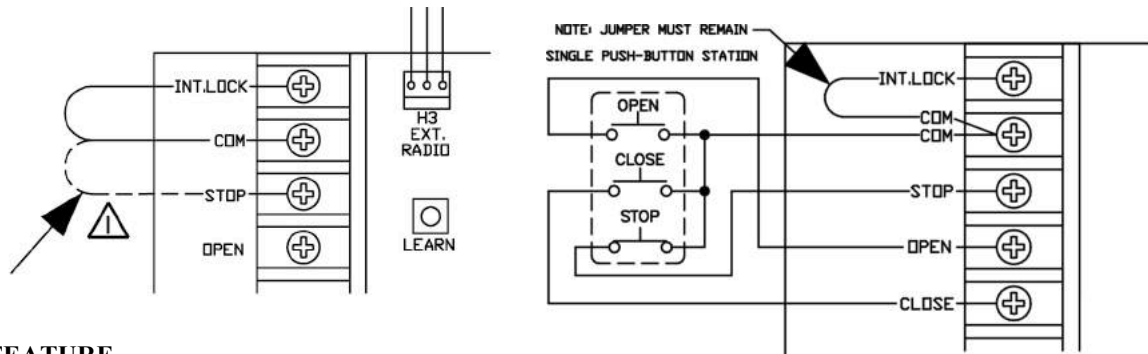 INT.LOCK
COM
STOP
OPEN
H3
EXT.
RADIO
LEARN
NOTE: JUMPER MUST REMAIN
SINGLE PUSH-BUTTON STATION
OPEN
CLOSE
STOP
INT.LOCK
COM
COM
STOP
OPEN
CLOSE